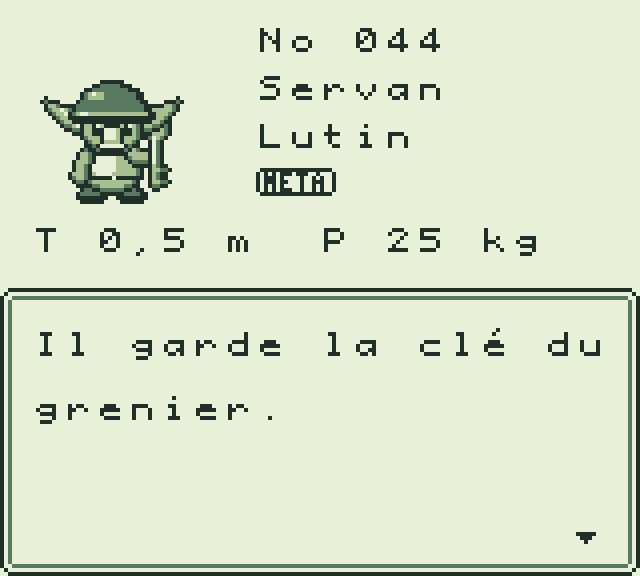 No 044
Servan
Lutin
META
T 0,5 m P 25 kg
Il garde la clé du
grenier.